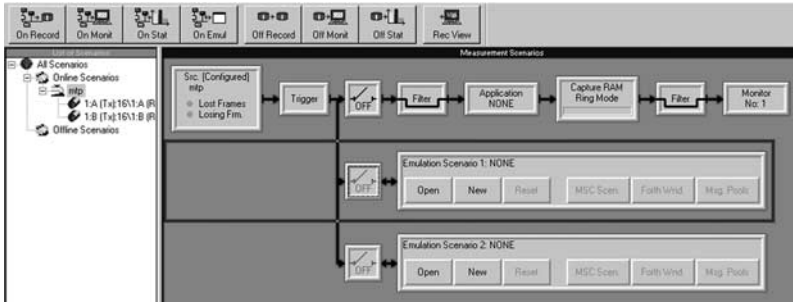 On Record On Monit On Stat On Emul Off Record Off Monit Off Stat Rec View
List of Scenarios
Measurement Scenarios
All Scenarios
Online Scenarios
mtp
1:A (Tx):16\1:A (R
1:B (Tx):16\1:B (R
Offline Scenarios
Src. [Configured]
mtp
Lost Frames
Losing Frm.
Trigger
OFF
Filter
Application
NONE
Capture RAM
Ring Mode
Filter
Monitor
No: 1
OFF
Emulation Scenario 1: NONE
Open New Reset MSC Scen. Forth Wnd Msg. Pools
OFF
Emulation Scenario 2: NONE
Open New Reset MSC Scen. Forth Wnd Msg. Pools